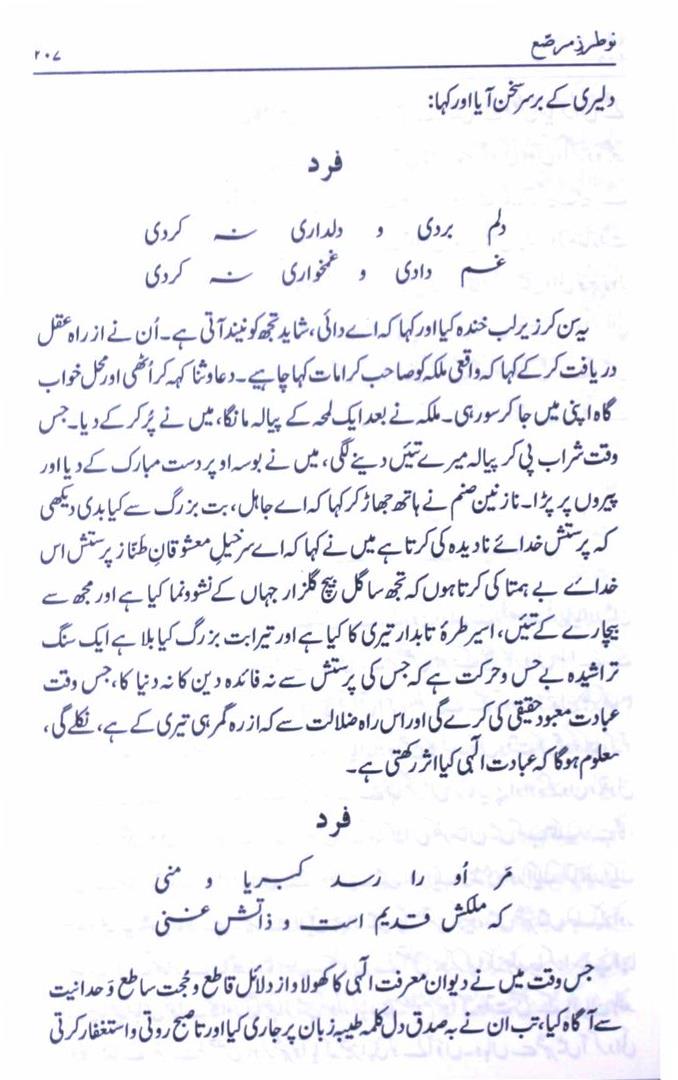 نو طرزِ مرصّع
۲۰۷
دلیری کے بر سر سخن آیا اور کہا:
فرد
دلم بردی و دلداری نہ کردی
غم دادی و غمخواری نہ کردی
یہ سن کر زیر لب خندہ کیا اور کہا کہ اے دائی، شاید تجھ کو نیند آتی ہے۔ اُن نے از راہ عقل
دریافت کر کے کہا کہ واقعی ملکہ کو صاحب کرامات کہا چاہیے۔ دعا و ثنا کہہ کر اُٹھی اور محل خواب
گاہ اپنی میں جا کر سو رہی۔ ملکہ نے بعد ایک لمحہ کے پیالہ مانگا، میں نے پُر کر کے دیا۔ جس
وقت شراب پی کر پیالہ میرے تئیں دینے لگی، میں نے بوسہ اوپر دست مبارک کے دیا اور
پیروں پر پڑا۔ نازنین صنم نے ہاتھ جھاڑ کر کہا کہ اے جاہل، بت بزرگ سے کیا بدی دیکھی
کہ پرستش خدائے نادیدہ کی کرتا ہے میں نے کہا کہ اے سر خیلِ معشوقانِ طنّاز پرستش اس
خدائے بے ہمتا کی کرتا ہوں کہ تجھ سا گل بیچ گلزار جہاں کے نشو و نما کیا ہے اور مجھ سے
بیچارے کے تئیں، اسیر طرۂ تابدار تیری کا کیا ہے اور تیرا بت بزرگ کیا بلا ہے ایک سنگ
تراشیدہ بے حس و حرکت ہے کہ جس کی پرستش سے نہ فائدہ دین کا نہ دنیا کا، جس وقت
عبادت معبود حقیقی کی کرے گی اور اس راہ ضلالت سے کہ از رہ گمرہی تیری کے ہے، نکلے گی،
معلوم ہوگا کہ عبادت الٰہی کیا اثر رکھتی ہے۔
فرد
مَر اُو را رسد کبریا و منی
کہ ملکش قدیم است و ذاتش غنی
جس وقت میں نے دیوان معرفت الٰہی کا کھولا و از دلائل قاطع و حجت ساطع وَحدانیت
سے آگاہ کیا، تب ان نے بہ صدق دل کلمہ طیبہ زبان پر جاری کیا اور تا صبح روتی و استغفار کرتی